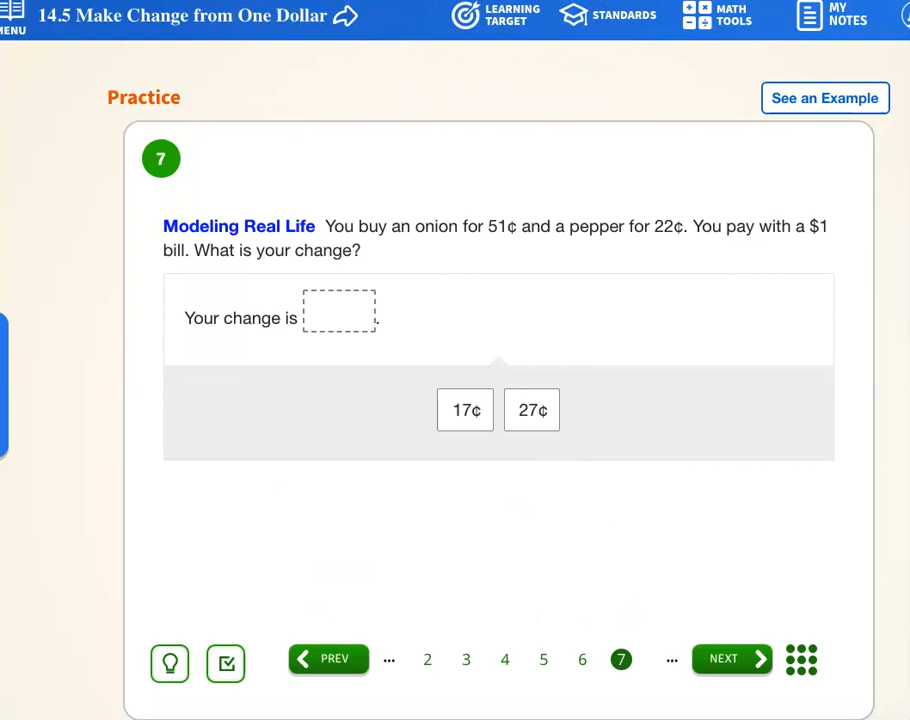 MENU
14.5 Make Change from One Dollar
LEARNING
TARGET
STANDARDS
MATH
TOOLS
MY
NOTES
Practice
See an Example
7
Modeling Real Life You buy an onion for 51¢ and a pepper for 22¢. You pay with a $1
bill. What is your change?
Your change is .
17¢ 27¢
PREV ... 2 3 4 5 6 7 ... NEXT